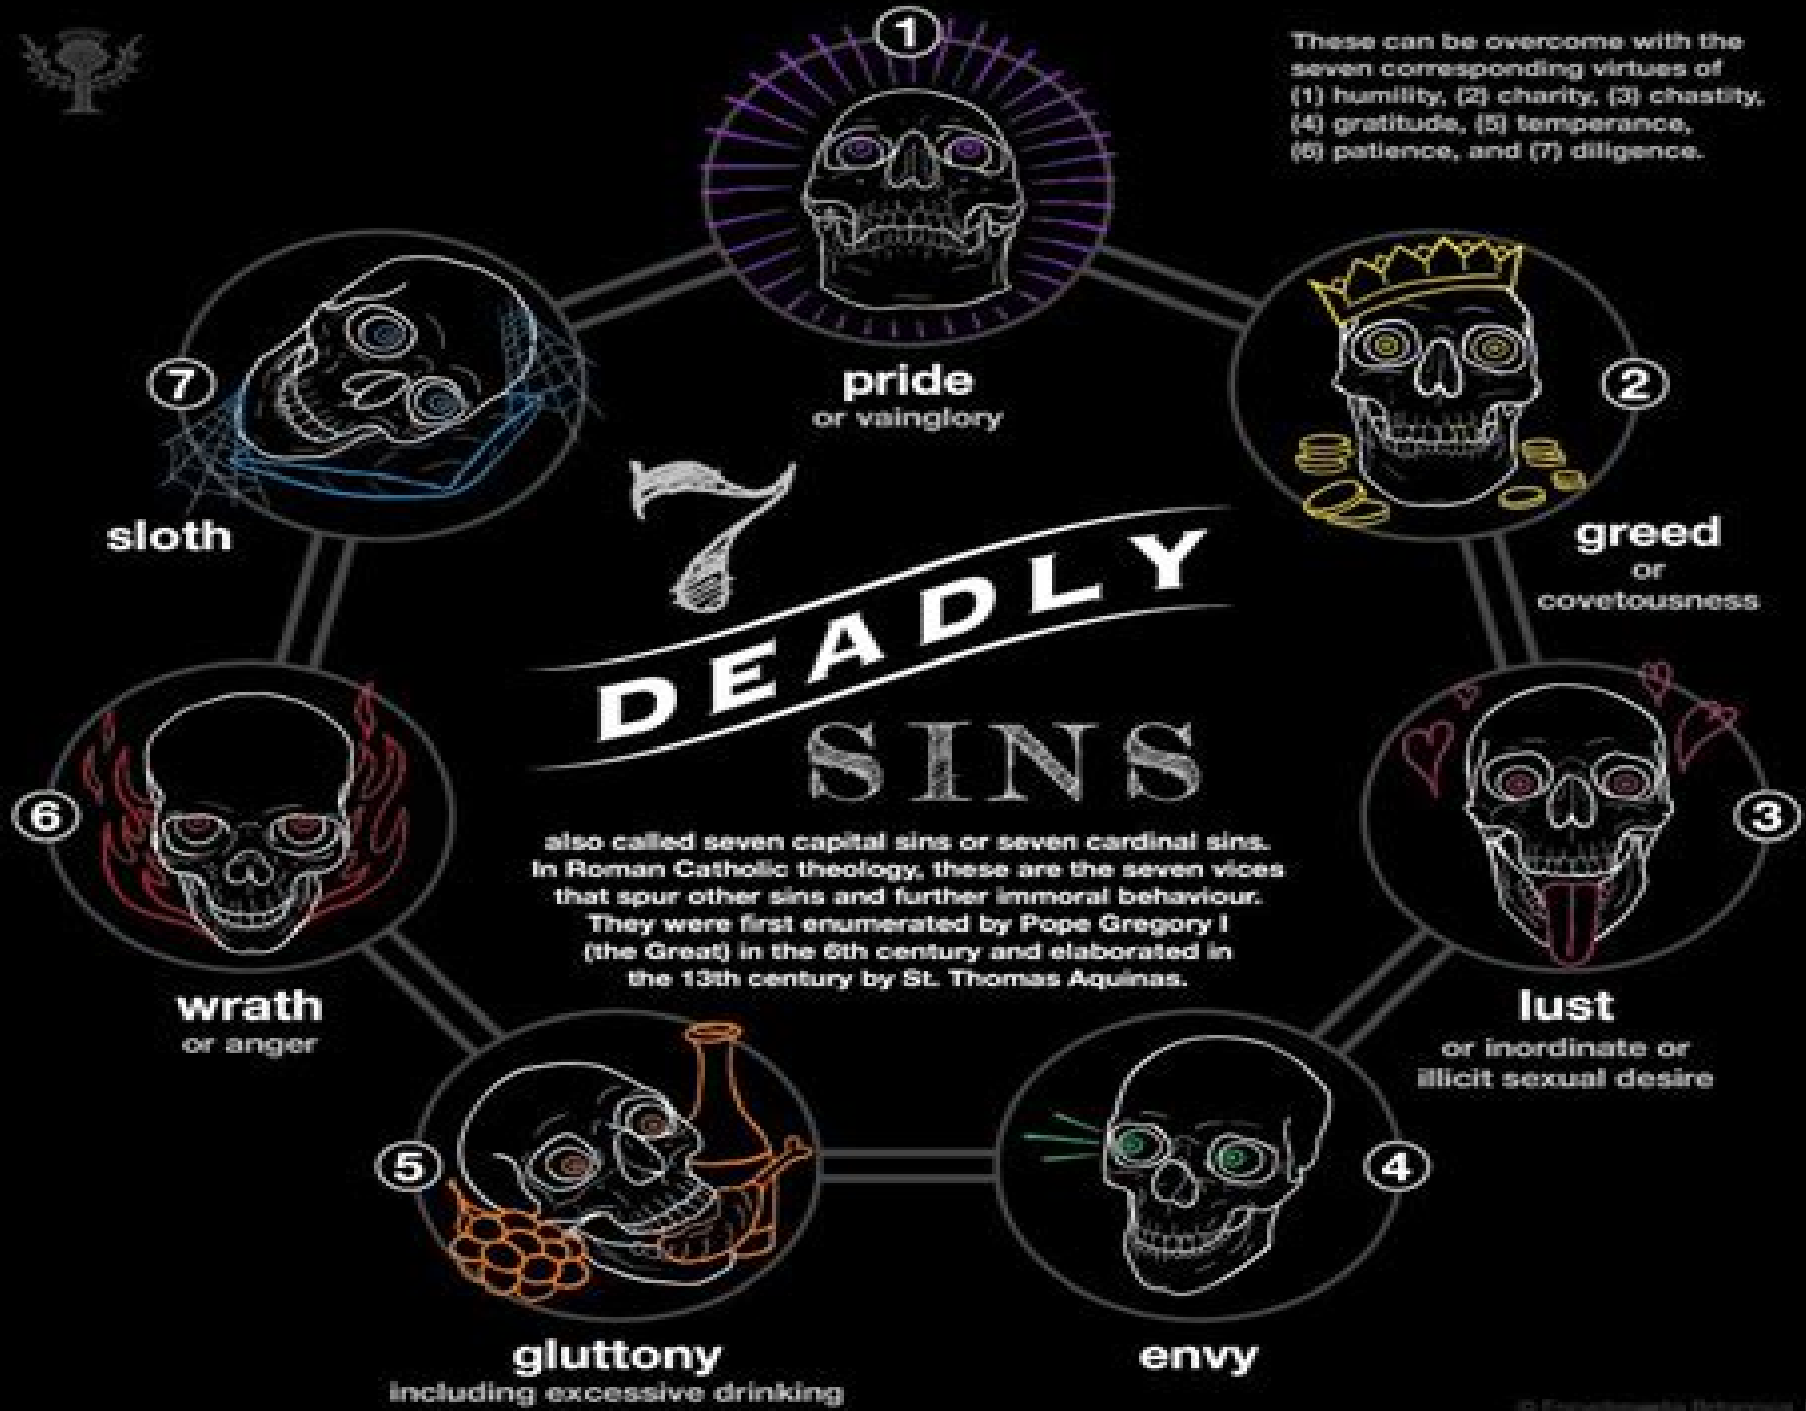 1
These can be overcome with the
seven corresponding virtues of
(1) humility, (2) charity, (3) chastity,
(4) gratitude, (5) temperance,
(6) patience, and (7) diligence.
pride
or vainglory
2
greed
or
covetousness
3
lust
or inordinate or
illicit sexual desire
4
envy
5
gluttony
including excessive drinking
6
wrath
or anger
7
sloth
7
DEADLY
SINS
also called seven capital sins or seven cardinal sins.
In Roman Catholic theology, these are the seven vices
that spur other sins and further immoral behaviour.
They were first enumerated by Pope Gregory I
(the Great) in the 6th century and elaborated in
the 13th century by St. Thomas Aquinas.
© Encyclopædia Britannica